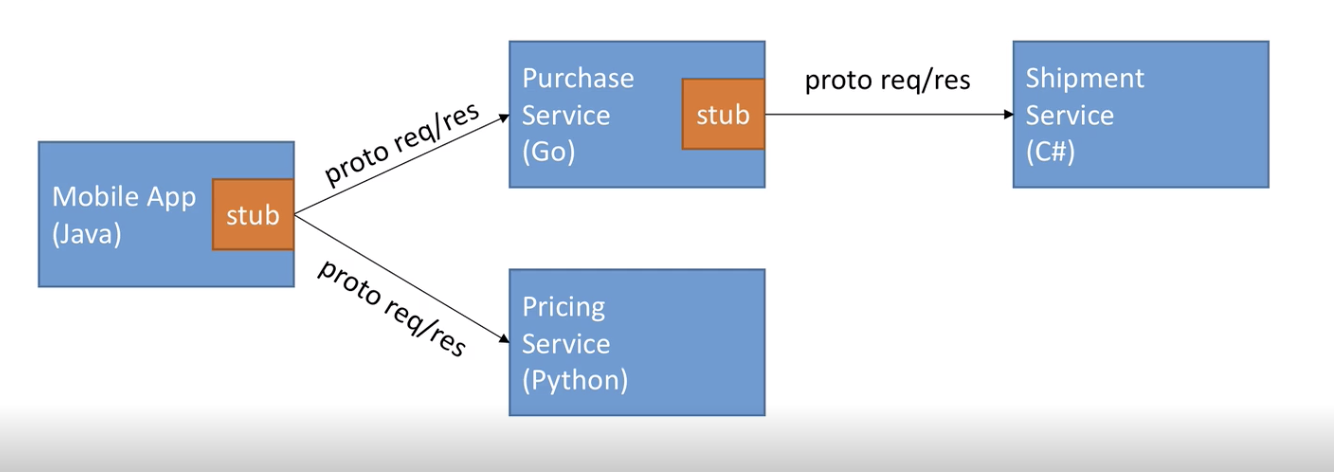 Mobile App
(Java)
stub
proto req/res
proto req/res
Purchase
Service
(Go)
stub
proto req/res
Shipment
Service
(C#)
Pricing
Service
(Python)